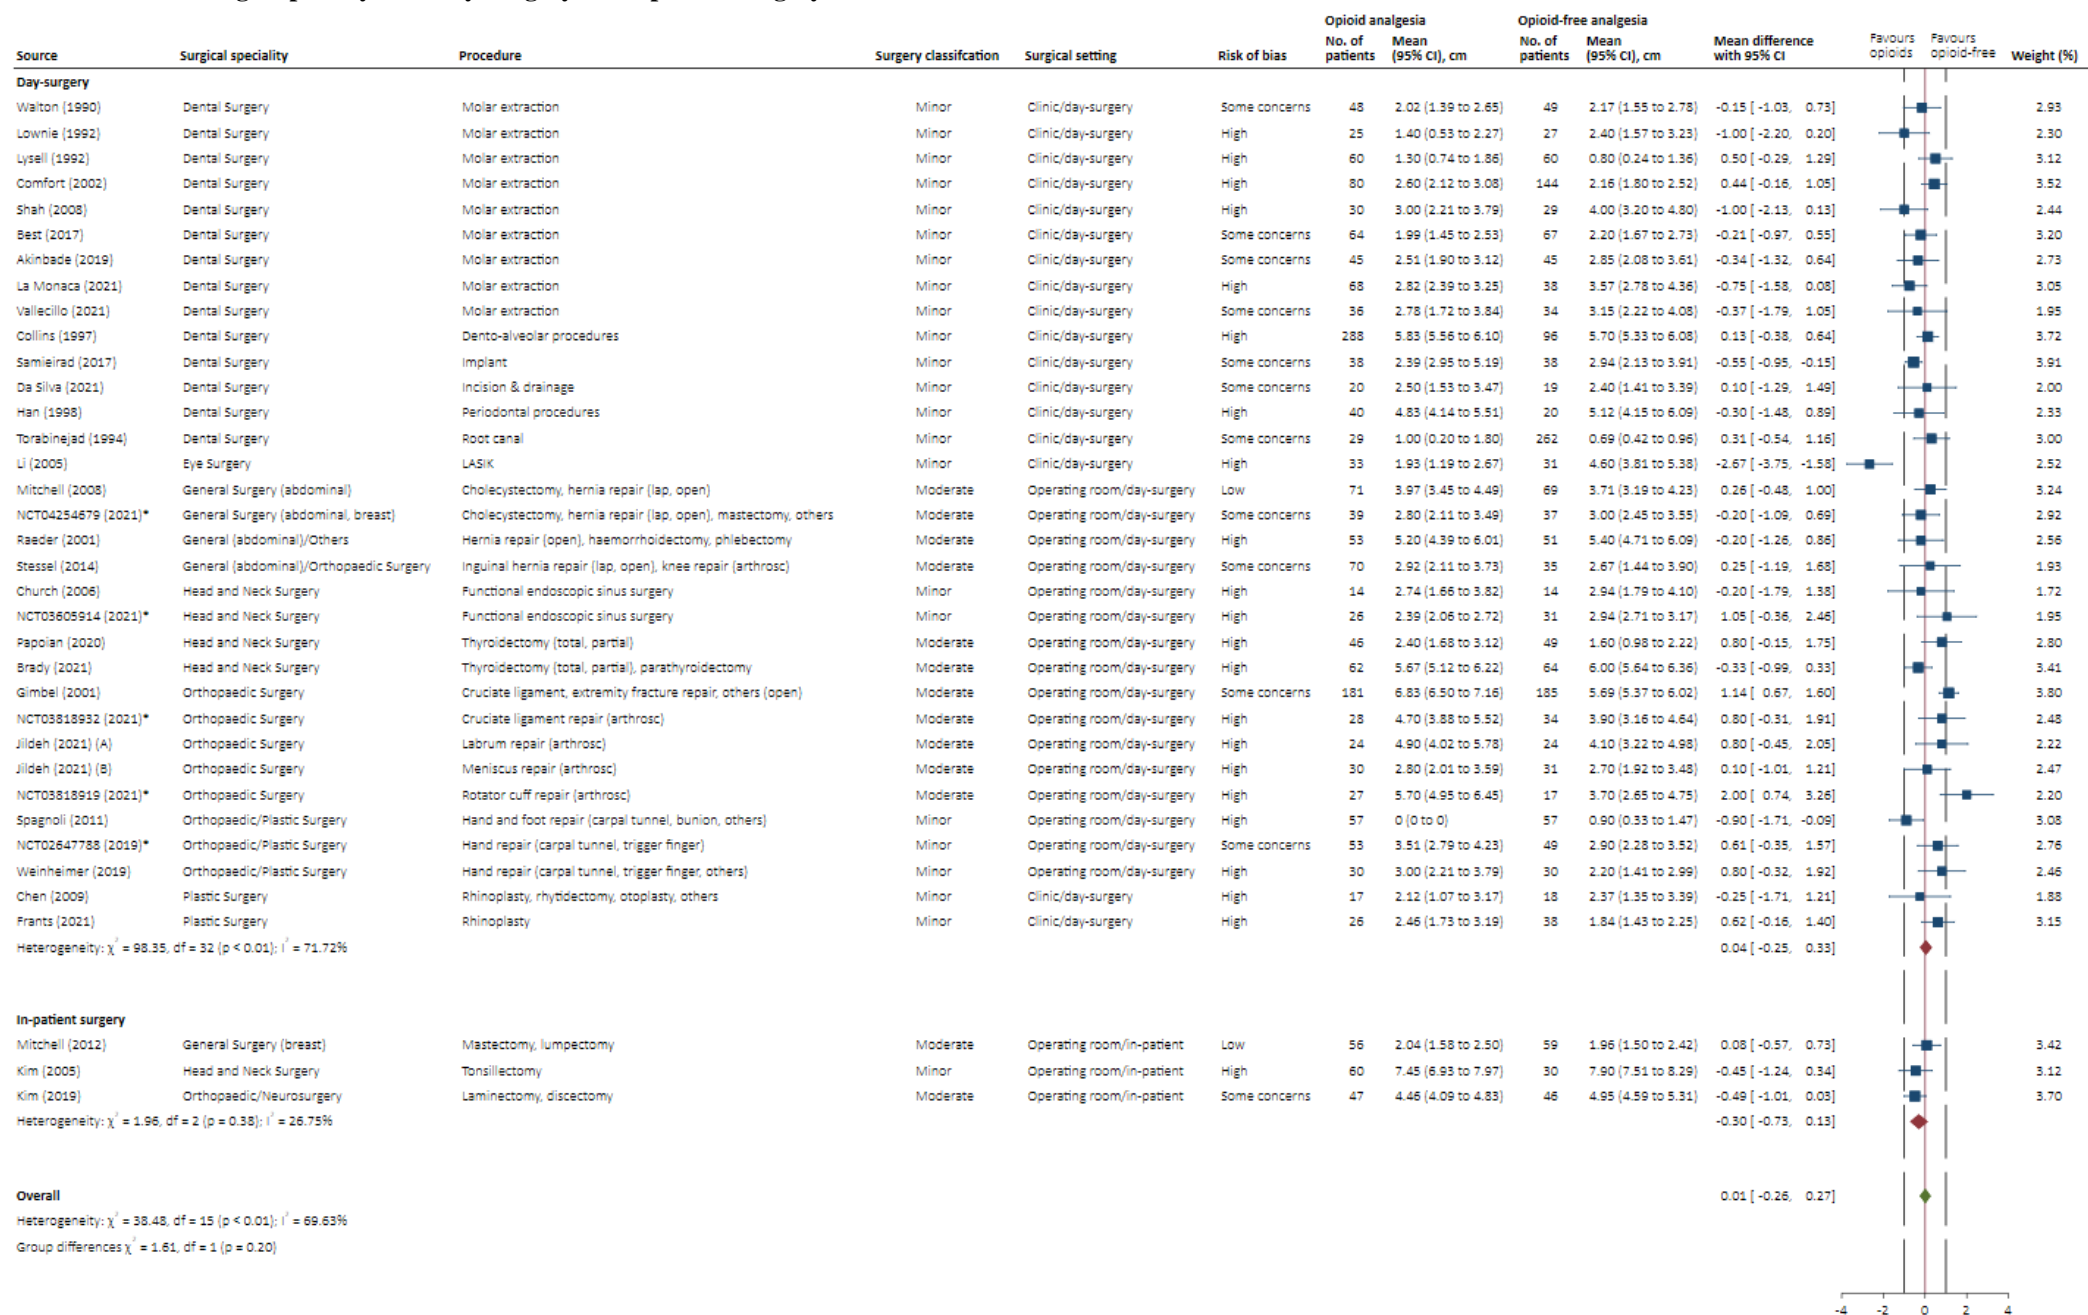 Opioid analgesia Opioid-free analgesia
Source Surgical speciality Procedure Surgery classifcation Surgical setting Risk of bias No. of patients Mean (95% CI), cm No. of patients Mean (95% CI), cm Mean difference with 95% CI Favours opioids Favours opioid-free Weight (%)
Day-surgery
Walton (1990) Dental Surgery Molar extraction Minor Clinic/day-surgery Some concerns 48 2.02 (1.39 to 2.65) 49 2.17 (1.55 to 2.78) -0.15 [ -1.03, 0.73] 2.93
Lownie (1992) Dental Surgery Molar extraction Minor Clinic/day-surgery High 25 1.40 (0.53 to 2.27) 27 2.40 (1.57 to 3.23) -1.00 [ -2.20, 0.20] 2.30
Lysell (1992) Dental Surgery Molar extraction Minor Clinic/day-surgery High 60 1.30 (0.74 to 1.86) 60 0.80 (0.24 to 1.36) 0.50 [ -0.29, 1.29] 3.12
Comfort (2002) Dental Surgery Molar extraction Minor Clinic/day-surgery High 80 2.60 (2.12 to 3.08) 144 2.16 (1.80 to 2.52) 0.44 [ -0.16, 1.05] 3.52
Shah (2008) Dental Surgery Molar extraction Minor Clinic/day-surgery High 30 3.00 (2.21 to 3.79) 29 4.00 (3.20 to 4.80) -1.00 [ -2.13, 0.13] 2.44
Best (2017) Dental Surgery Molar extraction Minor Clinic/day-surgery Some concerns 64 1.99 (1.45 to 2.53) 67 2.20 (1.67 to 2.73) -0.21 [ -0.97, 0.55] 3.20
Akinbade (2019) Dental Surgery Molar extraction Minor Clinic/day-surgery Some concerns 45 2.51 (1.90 to 3.12) 45 2.85 (2.08 to 3.61) -0.34 [ -1.32, 0.64] 2.73
La Monaca (2021) Dental Surgery Molar extraction Minor Clinic/day-surgery High 68 2.82 (2.39 to 3.25) 38 3.57 (2.78 to 4.36) -0.75 [ -1.58, 0.08] 3.05
Vallecillo (2021) Dental Surgery Molar extraction Minor Clinic/day-surgery Some concerns 36 2.78 (1.72 to 3.84) 34 3.15 (2.22 to 4.08) -0.37 [ -1.79, 1.05] 1.95
Collins (1997) Dental Surgery Dento-alveolar procedures Minor Clinic/day-surgery High 288 5.83 (5.56 to 6.10) 96 5.70 (5.33 to 6.08) 0.13 [ -0.38, 0.64] 3.72
Samieirad (2017) Dental Surgery Implant Minor Clinic/day-surgery Some concerns 38 2.39 (2.95 to 5.19) 38 2.94 (2.13 to 3.91) -0.55 [ -0.95, -0.15] 3.91
Da Silva (2021) Dental Surgery Incision & drainage Minor Clinic/day-surgery Some concerns 20 2.50 (1.53 to 3.47) 19 2.40 (1.41 to 3.39) 0.10 [ -1.29, 1.49] 2.00
Han (1998) Dental Surgery Periodontal procedures Minor Clinic/day-surgery High 40 4.83 (4.14 to 5.51) 20 5.12 (4.15 to 6.09) -0.30 [ -1.48, 0.89] 2.33
Torabinejad (1994) Dental Surgery Root canal Minor Clinic/day-surgery Some concerns 29 1.00 (0.20 to 1.80) 262 0.69 (0.42 to 0.96) 0.31 [ -0.54, 1.16] 3.00
Li (2005) Eye Surgery LASIK Minor Clinic/day-surgery High 33 1.93 (1.19 to 2.67) 31 4.60 (3.81 to 5.38) -2.67 [ -3.75, -1.58] 2.52
Mitchell (2008) General Surgery (abdominal) Cholecystectomy, hernia repair (lap, open) Moderate Operating room/day-surgery Low 71 3.97 (3.45 to 4.49) 69 3.71 (3.19 to 4.23) 0.26 [ -0.48, 1.00] 3.24
NCT04254679 (2021)* General Surgery (abdominal, breast) Cholecystectomy, hernia repair (lap, open), mastectomy, others Moderate Operating room/day-surgery Some concerns 39 2.80 (2.11 to 3.49) 37 3.00 (2.45 to 3.55) -0.20 [ -1.09, 0.69] 2.92
Raeder (2001) General (abdominal)/Others Hernia repair (open), haemorrhoidectomy, phlebectomy Moderate Operating room/day-surgery High 53 5.20 (4.39 to 6.01) 51 5.40 (4.71 to 6.09) -0.20 [ -1.26, 0.86] 2.56
Stessel (2014) General (abdominal)/Orthopaedic Surgery Inguinal hernia repair (lap, open), knee repair (arthrosc) Moderate Operating room/day-surgery Some concerns 70 2.92 (2.11 to 3.73) 35 2.67 (1.44 to 3.90) 0.25 [ -1.19, 1.68] 1.93
Church (2006) Head and Neck Surgery Functional endoscopic sinus surgery Minor Operating room/day-surgery High 14 2.74 (1.66 to 3.82) 14 2.94 (1.79 to 4.10) -0.20 [ -1.79, 1.38] 1.72
NCT03605914 (2021)* Head and Neck Surgery Functional endoscopic sinus surgery Minor Operating room/day-surgery High 26 2.39 (2.06 to 2.72) 31 2.94 (2.71 to 3.17) 1.05 [ -0.36, 2.46] 1.95
Papoian (2020) Head and Neck Surgery Thyroidectomy (total, partial) Moderate Operating room/day-surgery High 46 2.40 (1.68 to 3.12) 49 1.60 (0.98 to 2.22) 0.80 [ -0.15, 1.75] 2.80
Brady (2021) Head and Neck Surgery Thyroidectomy (total, partial), parathyroidectomy Moderate Operating room/day-surgery High 62 5.67 (5.12 to 6.22) 64 6.00 (5.64 to 6.36) -0.33 [ -0.99, 0.33] 3.41
Gimbel (2001) Orthopaedic Surgery Cruciate ligament, extremity fracture repair, others (open) Moderate Operating room/day-surgery Some concerns 181 6.83 (6.50 to 7.16) 185 5.69 (5.37 to 6.02) 1.14 [ 0.67, 1.60] 3.80
NCT03818932 (2021)* Orthopaedic Surgery Cruciate ligament repair (arthrosc) Moderate Operating room/day-surgery High 28 4.70 (3.88 to 5.52) 34 3.90 (3.16 to 4.64) 0.80 [ -0.31, 1.91] 2.48
Jildeh (2021) (A) Orthopaedic Surgery Labrum repair (arthrosc) Moderate Operating room/day-surgery High 24 4.90 (4.02 to 5.78) 24 4.10 (3.22 to 4.98) 0.80 [ -0.45, 2.05] 2.22
Jildeh (2021) (B) Orthopaedic Surgery Meniscus repair (arthrosc) Moderate Operating room/day-surgery High 30 2.80 (2.01 to 3.59) 31 2.70 (1.92 to 3.48) 0.10 [ -1.01, 1.21] 2.47
NCT03818919 (2021)* Orthopaedic Surgery Rotator cuff repair (arthrosc) Moderate Operating room/day-surgery High 27 5.70 (4.95 to 6.45) 17 3.70 (2.65 to 4.75) 2.00 [ 0.74, 3.26] 2.20
Spagnoli (2011) Orthopaedic/Plastic Surgery Hand and foot repair (carpal tunnel, bunion, others) Minor Operating room/day-surgery High 57 0 (0 to 0) 57 0.90 (0.33 to 1.47) -0.90 [ -1.71, -0.09] 3.08
NCT02647788 (2019)* Orthopaedic/Plastic Surgery Hand repair (carpal tunnel, trigger finger) Minor Operating room/day-surgery Some concerns 53 3.51 (2.79 to 4.23) 49 2.90 (2.28 to 3.52) 0.61 [ -0.35, 1.57] 2.76
Weinheimer (2019) Orthopaedic/Plastic Surgery Hand repair (carpal tunnel, trigger finger, others) Minor Operating room/day-surgery High 30 3.00 (2.21 to 3.79) 30 2.20 (1.41 to 2.99) 0.80 [ -0.32, 1.92] 2.46
Chen (2009) Plastic Surgery Rhinoplasty, rhytidectomy, otoplasty, others Minor Clinic/day-surgery High 17 2.12 (1.07 to 3.17) 18 2.37 (1.35 to 3.39) -0.25 [ -1.71, 1.21] 1.88
Frants (2021) Plastic Surgery Rhinoplasty Minor Clinic/day-surgery High 26 2.46 (1.73 to 3.19) 38 1.84 (1.43 to 2.25) 0.62 [ -0.16, 1.40] 3.15
Heterogeneity: χ² = 98.35, df = 32 (p < 0.01); I² = 71.72% 0.04 [ -0.25, 0.33]
In-patient surgery
Mitchell (2012) General Surgery (breast) Mastectomy, lumpectomy Moderate Operating room/in-patient Low 56 2.04 (1.58 to 2.50) 59 1.96 (1.50 to 2.42) 0.08 [ -0.57, 0.73] 3.42
Kim (2005) Head and Neck Surgery Tonsillectomy Minor Operating room/in-patient High 60 7.45 (6.93 to 7.97) 30 7.90 (7.51 to 8.29) -0.45 [ -1.24, 0.34] 3.12
Kim (2019) Orthopaedic/Neurosurgery Laminectomy, discectomy Moderate Operating room/in-patient Some concerns 47 4.46 (4.09 to 4.83) 46 4.95 (4.59 to 5.31) -0.49 [ -1.01, 0.03] 3.70
Heterogeneity: χ² = 1.96, df = 2 (p = 0.38); I² = 26.75% -0.30 [ -0.73, 0.13]
Overall 0.01 [ -0.26, 0.27]
Heterogeneity: χ² = 38.48, df = 15 (p < 0.01); I² = 69.63%
Group differences χ² = 1.61, df = 1 (p = 0.20)
-4 -2 0 2 4